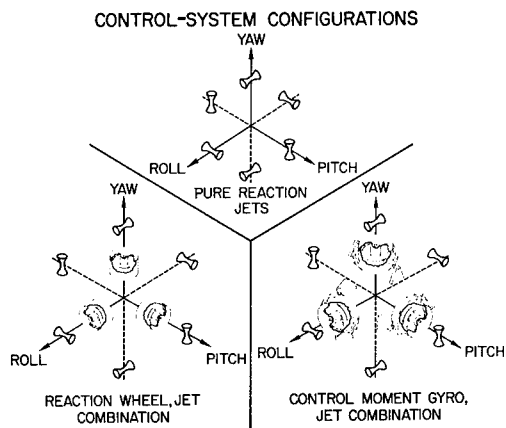 CONTROL-SYSTEM CONFIGURATIONS
YAW
ROLL
PITCH
PURE REACTION
JETS
YAW
ROLL
PITCH
REACTION WHEEL, JET
COMBINATION
YAW
ROLL
PITCH
CONTROL MOMENT GYRO,
JET COMBINATION